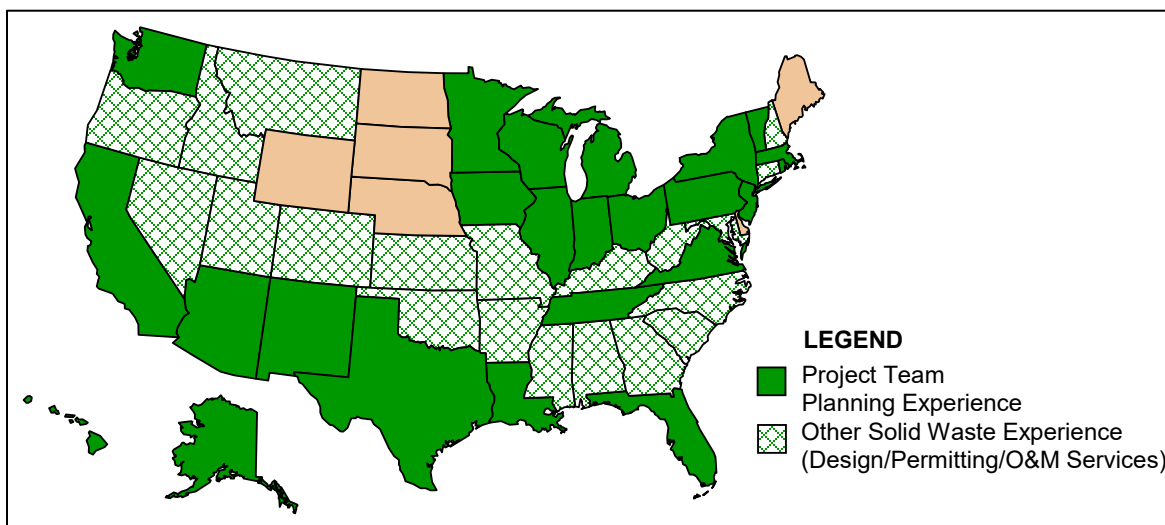 LEGEND
Project Team
Planning Experience
Other Solid Waste Experience
(Design/Permitting/O&M Services)